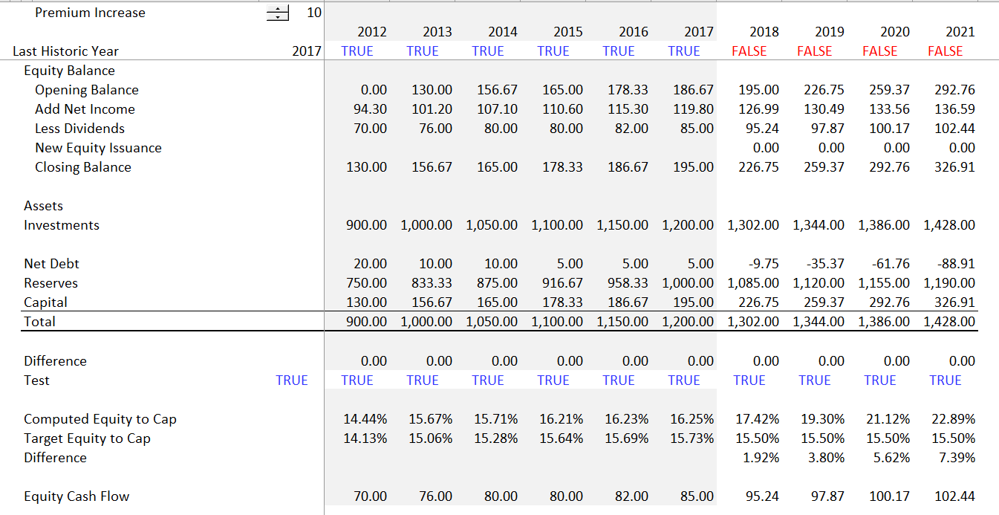 Premium Increase 10
2012 2013 2014 2015 2016 2017 2018 2019 2020 2021
Last Historic Year 2017 TRUE TRUE TRUE TRUE TRUE TRUE FALSE FALSE FALSE FALSE
Equity Balance
Opening Balance 0.00 130.00 156.67 165.00 178.33 186.67 195.00 226.75 259.37 292.76
Add Net Income 94.30 101.20 107.10 110.60 115.30 119.80 126.99 130.49 133.56 136.59
Less Dividends 70.00 76.00 80.00 80.00 82.00 85.00 95.24 97.87 100.17 102.44
New Equity Issuance 0.00 0.00 0.00 0.00
Closing Balance 130.00 156.67 165.00 178.33 186.67 195.00 226.75 259.37 292.76 326.91
Assets
Investments 900.00 1,000.00 1,050.00 1,100.00 1,150.00 1,200.00 1,302.00 1,344.00 1,386.00 1,428.00
Net Debt 20.00 10.00 10.00 5.00 5.00 5.00 -9.75 -35.37 -61.76 -88.91
Reserves 750.00 833.33 875.00 916.67 958.33 1,000.00 1,085.00 1,120.00 1,155.00 1,190.00
Capital 130.00 156.67 165.00 178.33 186.67 195.00 226.75 259.37 292.76 326.91
Total 900.00 1,000.00 1,050.00 1,100.00 1,150.00 1,200.00 1,302.00 1,344.00 1,386.00 1,428.00
Difference 0.00 0.00 0.00 0.00 0.00 0.00 0.00 0.00 0.00 0.00
Test TRUE TRUE TRUE TRUE TRUE TRUE TRUE TRUE TRUE TRUE TRUE
Computed Equity to Cap 14.44% 15.67% 15.71% 16.21% 16.23% 16.25% 17.42% 19.30% 21.12% 22.89%
Target Equity to Cap 14.13% 15.06% 15.28% 15.64% 15.69% 15.73% 15.50% 15.50% 15.50% 15.50%
Difference 1.92% 3.80% 5.62% 7.39%
Equity Cash Flow 70.00 76.00 80.00 80.00 82.00 85.00 95.24 97.87 100.17 102.44